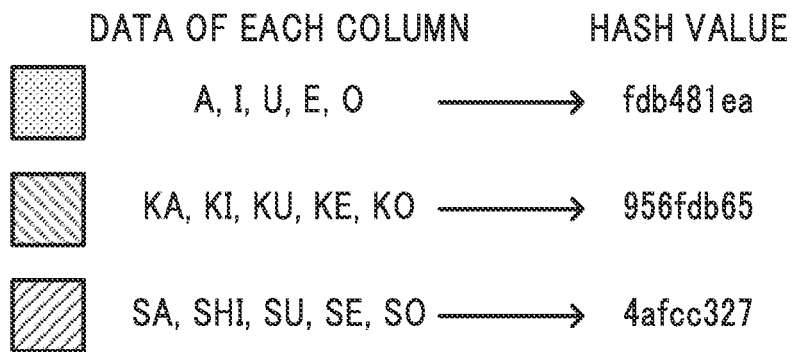 DATA OF EACH COLUMN HASH VALUE
A, I, U, E, O fdb481ea
KA, KI, KU, KE, KO 956fdb65
SA, SHI, SU, SE, SO 4afcc327